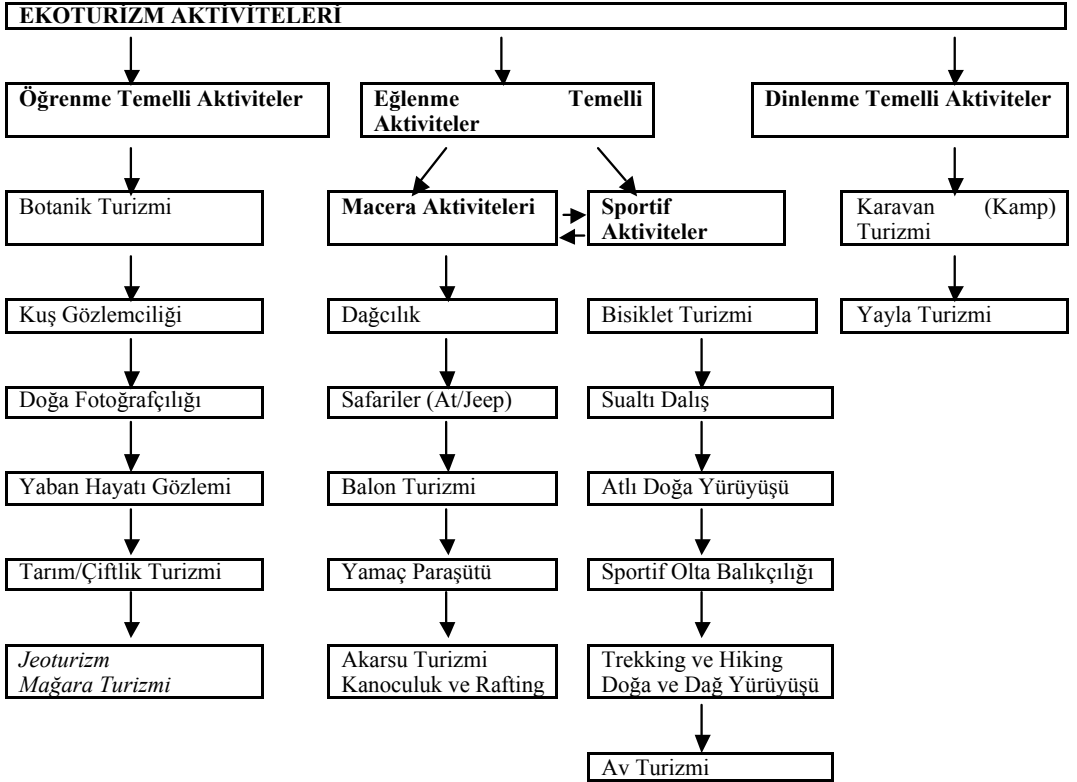 EKOTURİZM AKTİVİTELERİ
Öğrenme Temelli Aktiviteler
Eğlenme Temelli
Aktiviteler
Dinlenme Temelli Aktiviteler
Botanik Turizmi
Macera Aktiviteleri
Sportif
Aktiviteler
Karavan (Kamp)
Turizmi
Kuş Gözlemciliği
Dağcılık
Bisiklet Turizmi
Yayla Turizmi
Doğa Fotoğrafçılığı
Safariler (At/Jeep)
Sualtı Dalış
Yaban Hayatı Gözlemi
Balon Turizmi
Atlı Doğa Yürüyüşü
Tarım/Çiftlik Turizmi
Yamaç Paraşütü
Sportif Olta Balıkçılığı
Jeoturizm
Mağara Turizmi
Akarsu Turizmi
Kanoculuk ve Rafting
Trekking ve Hiking
Doğa ve Dağ Yürüyüşü
Av Turizmi